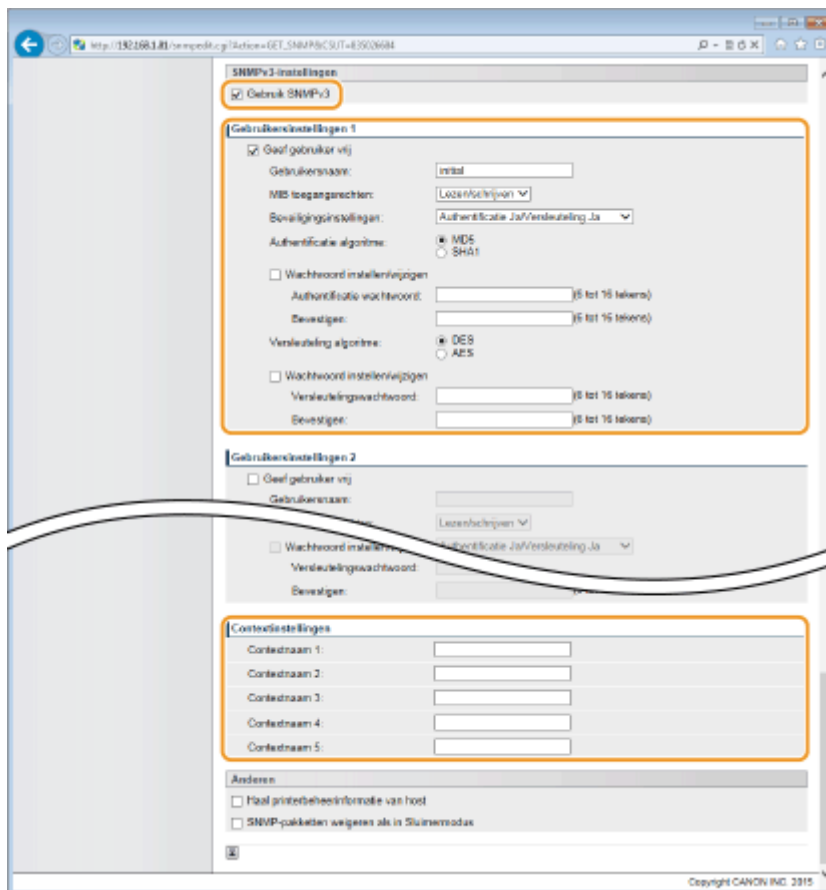 http://192.168.1.81/snmpedit.cgi?Action=GET_SNMP&CSUT=835026684
SNMPv3-instellingen
Gebruik SNMPv3
Gebruikersinstellingen 1
Geef gebruiker vrij
Gebruikersnaam: initial
MIB toegangsrechten: Lezen/schrijven
Beveiligingsinstellingen: Authentificatie Ja/Versleuteling Ja
Authentificatie algoritme: MD5
SHA1
Wachtwoord instellen/wijzigen
Authentificatie wachtwoord: (6 tot 16 tekens)
Bevestigen: (6 tot 16 tekens)
Versleuteling algoritme: DES
AES
Wachtwoord instellen/wijzigen
Versleutelingswachtwoord: (6 tot 16 tekens)
Bevestigen: (6 tot 16 tekens)
Gebruikersinstellingen 2
Geef gebruiker vrij
Gebruikersnaam:
Lezen/schrijven
Wachtwoord Authentificatie Ja/Versleuteling Ja
Versleutelingswachtwoord:
Bevestigen:
Contextinstellingen
Contextnaam 1:
Contextnaam 2:
Contextnaam 3:
Contextnaam 4:
Contextnaam 5:
Anderen
Haal printerbeheerinformatie van host
SNMP-pakketten weigeren als in Sluimermodus
Copyright CANON INC. 2015